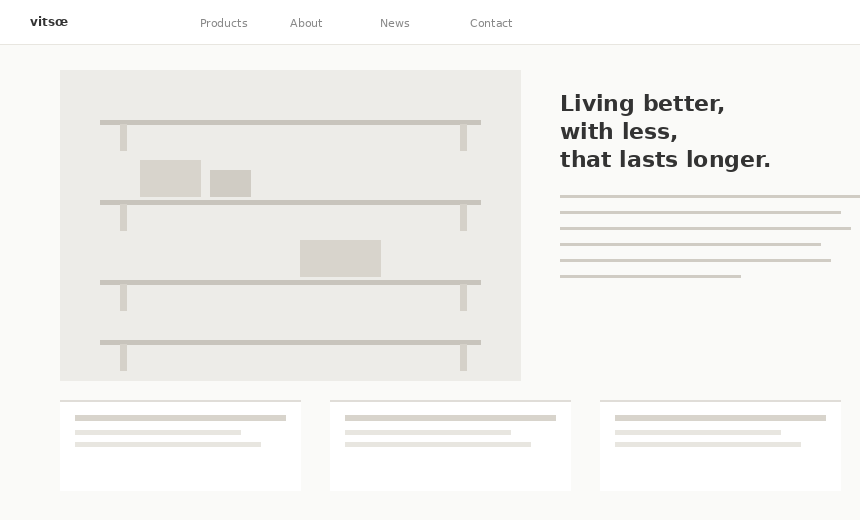 vitsœ
Products
About
News
Contact
Living better,
with less,
that lasts longer.